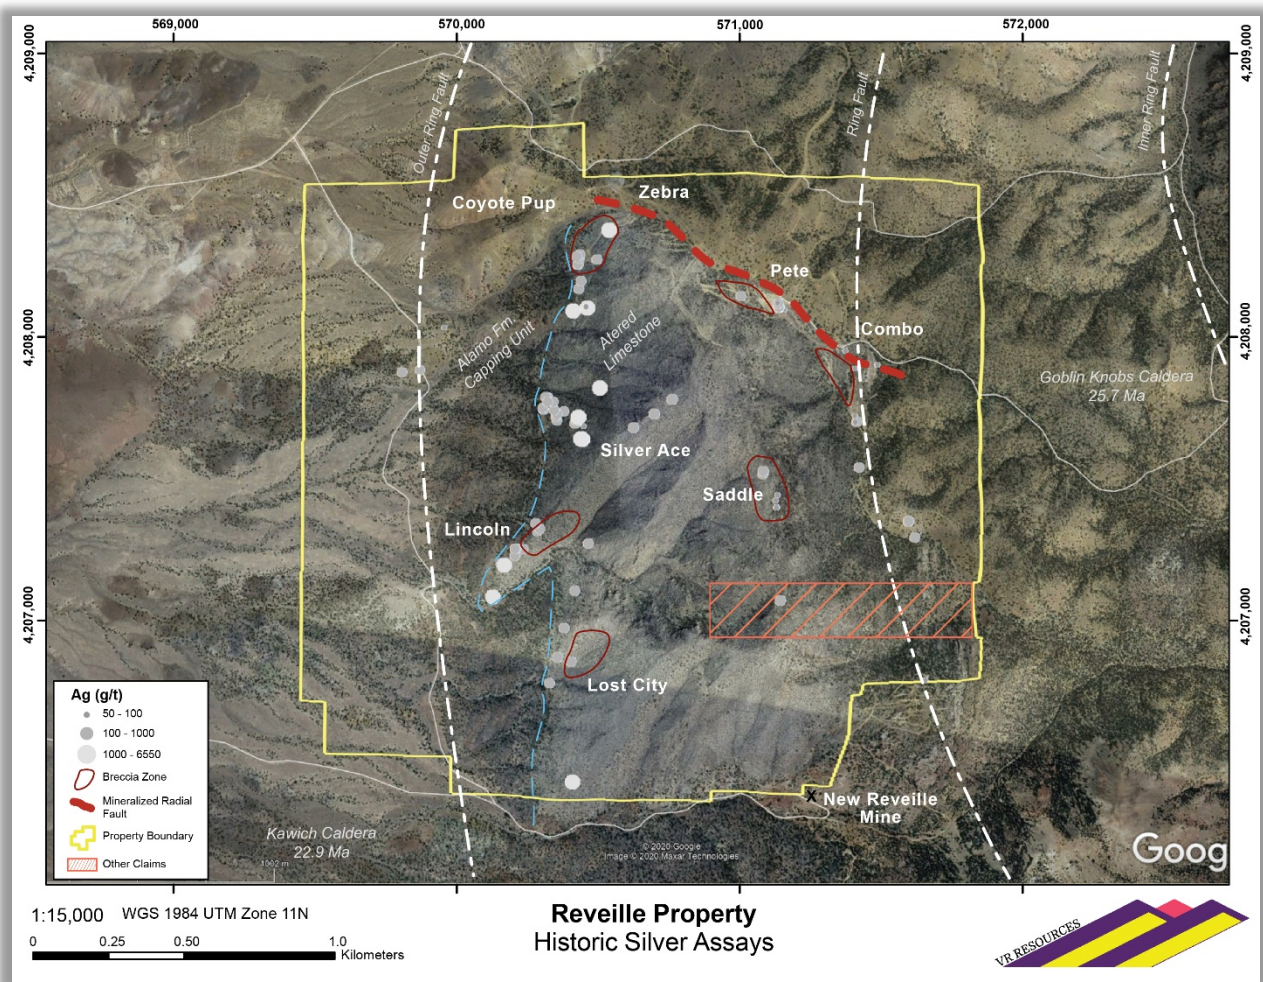 569,000
570,000
571,000
572,000
4,209,000
4,209,000
Outer Ring Fault
Ring Fault
Inner Ring Fault
Zebra
Coyote Pup
Pete
Alamo Fm.
Capping Unit
Altered
Limestone
Combo
4,208,000
4,208,000
Goblin Knobs Caldera
25.7 Ma
Silver Ace
Saddle
Lincoln
4,207,000
4,207,000
Lost City
Ag (g/t)
50 - 100
100 - 1000
1000 - 6550
Breccia Zone
Mineralized Radial
Fault
Property Boundary
Other Claims
X New Reveille
Mine
Kawich Caldera
22.9 Ma
1002 m
© 2020 Google
Image © 2020 Maxar Technologies
Goog
1:15,000 WGS 1984 UTM Zone 11N
0 0.25 0.50 1.0
Kilometers
Reveille Property
Historic Silver Assays
VR RESOURCES